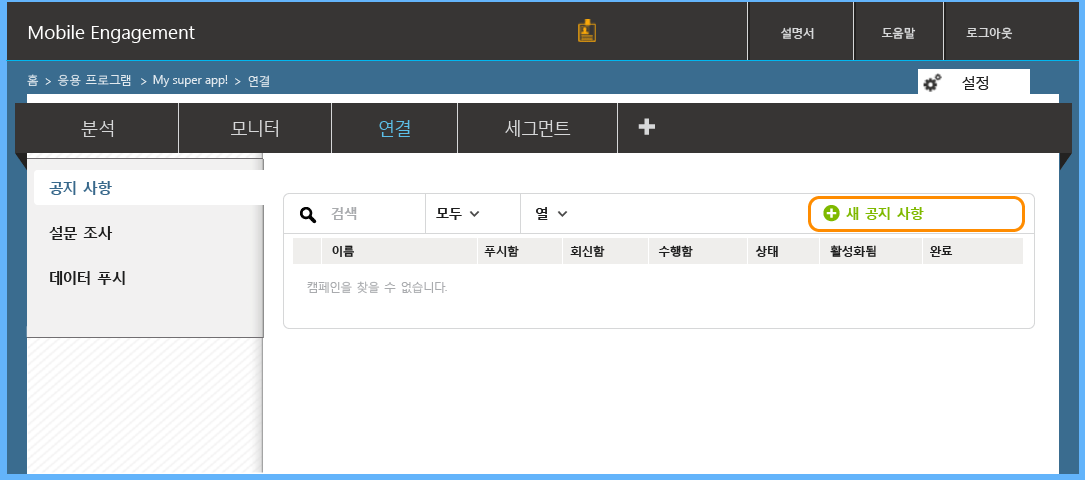 Mobile Engagement
설명서
도움말
로그아웃
홈 > 응용 프로그램 > My super app! > 연결
설정
분석
모니터
연결
세그먼트
공지 사항
설문 조사
데이터 푸시
검색
모두
열
새 공지 사항
이름 푸시함 회신함 수행함 상태 활성화됨 완료
캠페인을 찾을 수 없습니다.